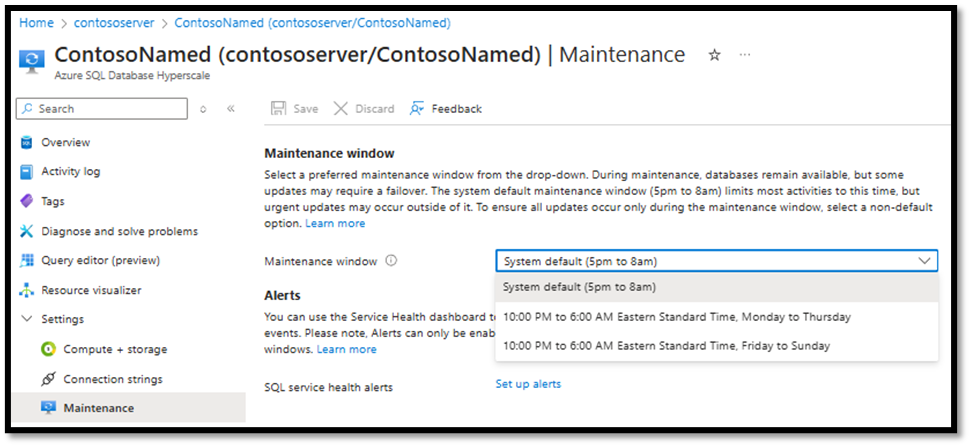 Home > contososerver > ContosoNamed (contososerver/ContosoNamed)
ContosoNamed (contososerver/ContosoNamed) | Maintenance
Azure SQL Database Hyperscale
Search
Save Discard Feedback
Overview
Activity log
Tags
Diagnose and solve problems
Query editor (preview)
Resource visualizer
Settings
Compute + storage
Connection strings
Maintenance
Maintenance window
Select a preferred maintenance window from the drop-down. During maintenance, databases remain available, but some
updates may require a failover. The system default maintenance window (5pm to 8am) limits most activities to this time, but
urgent updates may occur outside of it. To ensure all updates occur only during the maintenance window, select a non-default
option. Learn more
Maintenance window System default (5pm to 8am)
System default (5pm to 8am)
10:00 PM to 6:00 AM Eastern Standard Time, Monday to Thursday
10:00 PM to 6:00 AM Eastern Standard Time, Friday to Sunday
Alerts
You can use the Service Health dashboard
events. Please note, Alerts can only be
windows. Learn more
SQL service health alerts Set up alerts